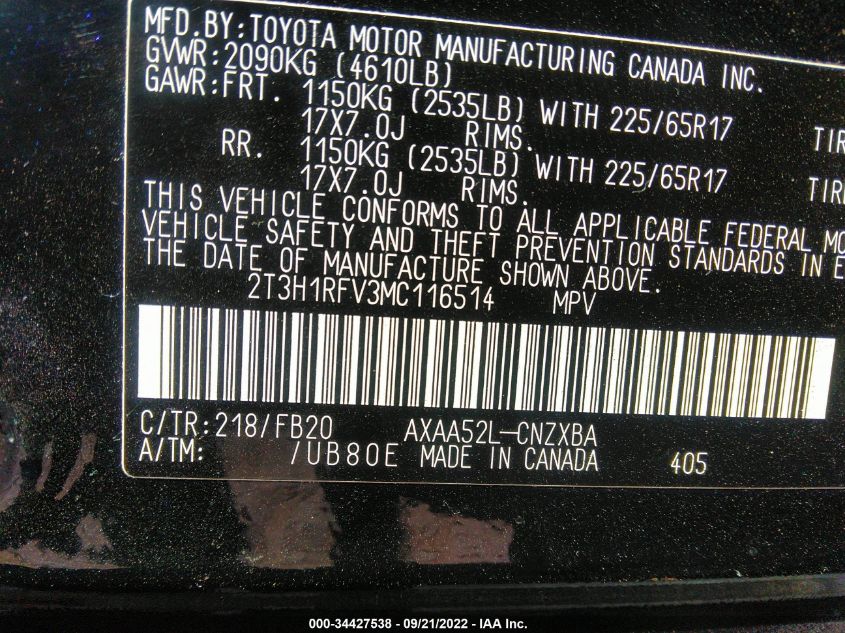 MFD.BY:TOYOTA MOTOR MANUFACTURING CANADA INC.
GVWR:2090KG (4610LB)
GAWR:FRT. 1150KG (2535LB) WITH 225/65R17 TIR
17X7.0J RIMS.
RR. 1150KG (2535LB) WITH 225/65R17 TIR
17X7.0J RIMS.
THIS VEHICLE CONFORMS TO ALL APPLICABLE FEDERAL MO
VEHICLE SAFETY AND THEFT PREVENTION STANDARDS IN E
THE DATE OF MANUFACTURE SHOWN ABOVE.
2T3H1RFV3MC116514 MPV
C/TR:218/FB20 AXAA52L-CNZXBA
A/TM: /UB80E MADE IN CANADA 405
000-34427538 - 09/21/2022 - IAA Inc.